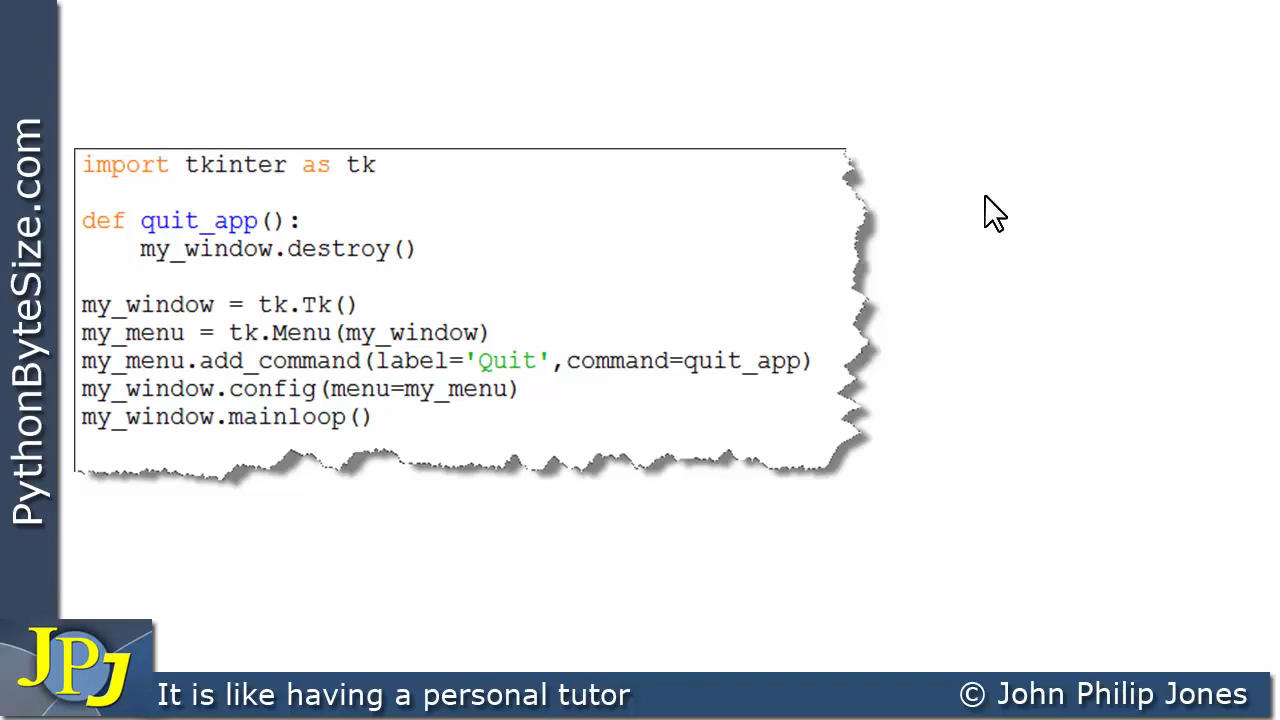 PythonByteSize.com
import tkinter as tk
def quit_app():
    my_window.destroy()
my_window = tk.Tk()
my_menu = tk.Menu(my_window)
my_menu.add_command(label='Quit',command=quit_app)
my_window.config(menu=my_menu)
my_window.mainloop()
JPJ
It is like having a personal tutor
© John Philip Jones